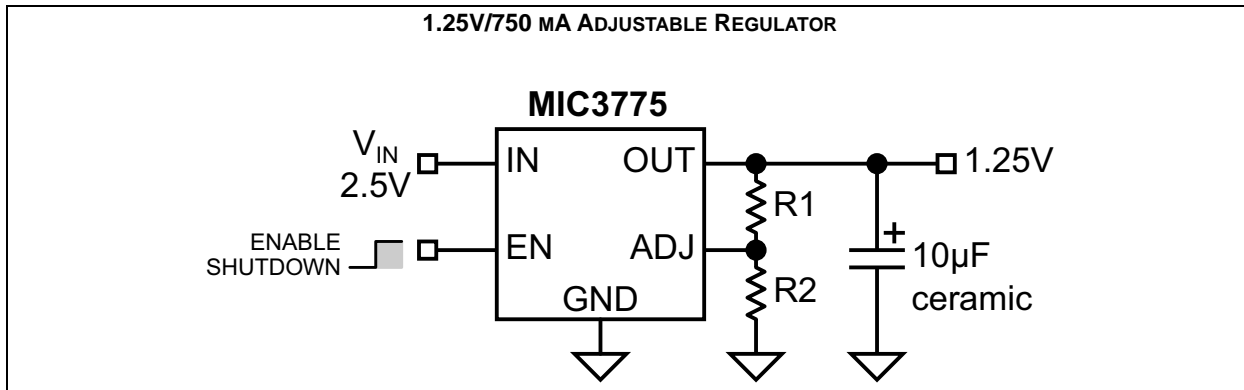 1.25V/750 MA ADJUSTABLE REGULATOR
MIC3775
VIN
2.5V
IN
OUT
1.25V
R1
ENABLE
SHUTDOWN
EN
ADJ
+
10µF
ceramic
R2
GND